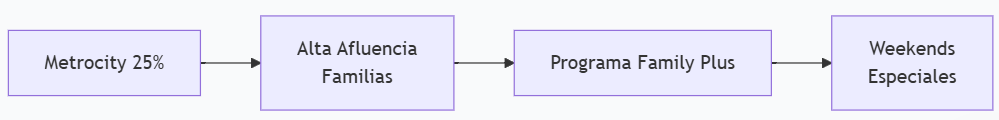 Metrocity 25%
Alta Afluencia
Familias
Programa Family Plus
Weekends
Especiales